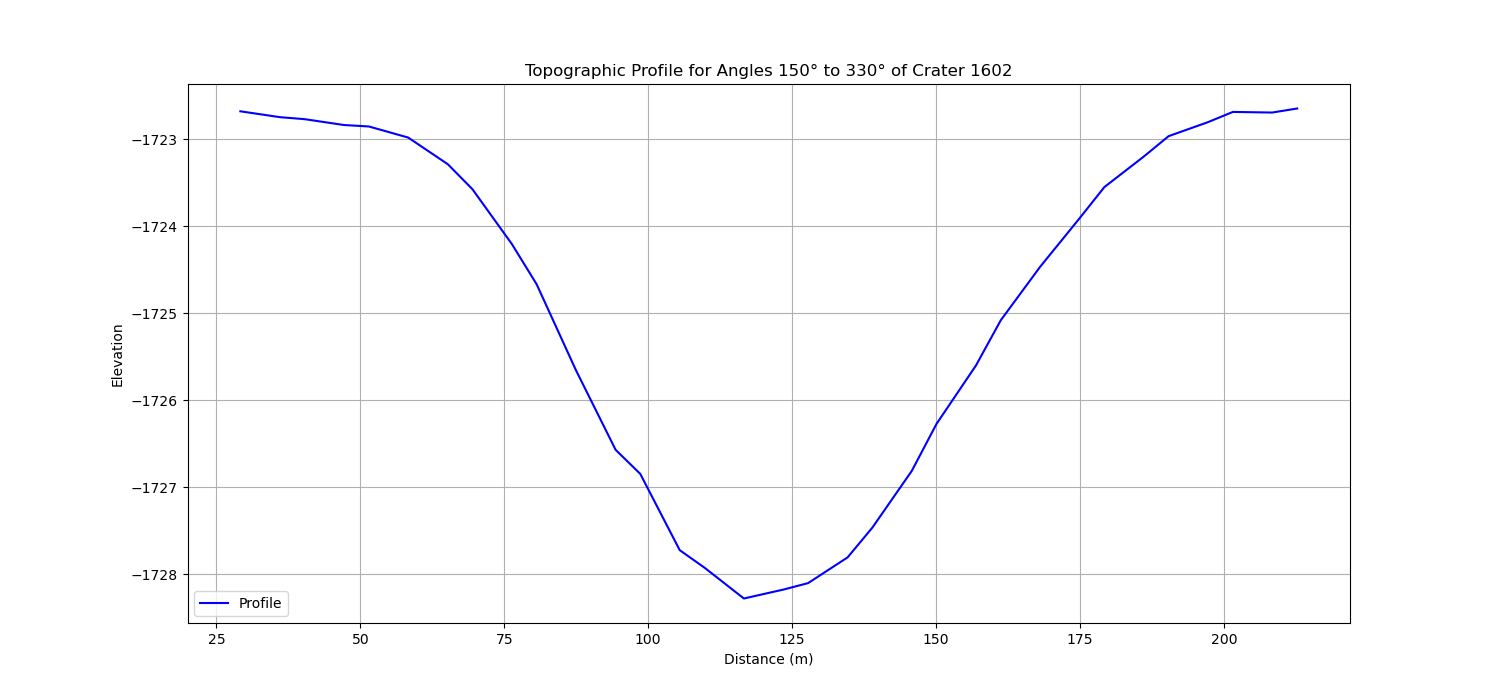 Topographic Profile for Angles 150° to 330° of Crater 1602
Elevation
−1723
−1724
−1725
−1726
−1727
−1728
Profile
25 50 75 100 125 150 175 200
Distance (m)